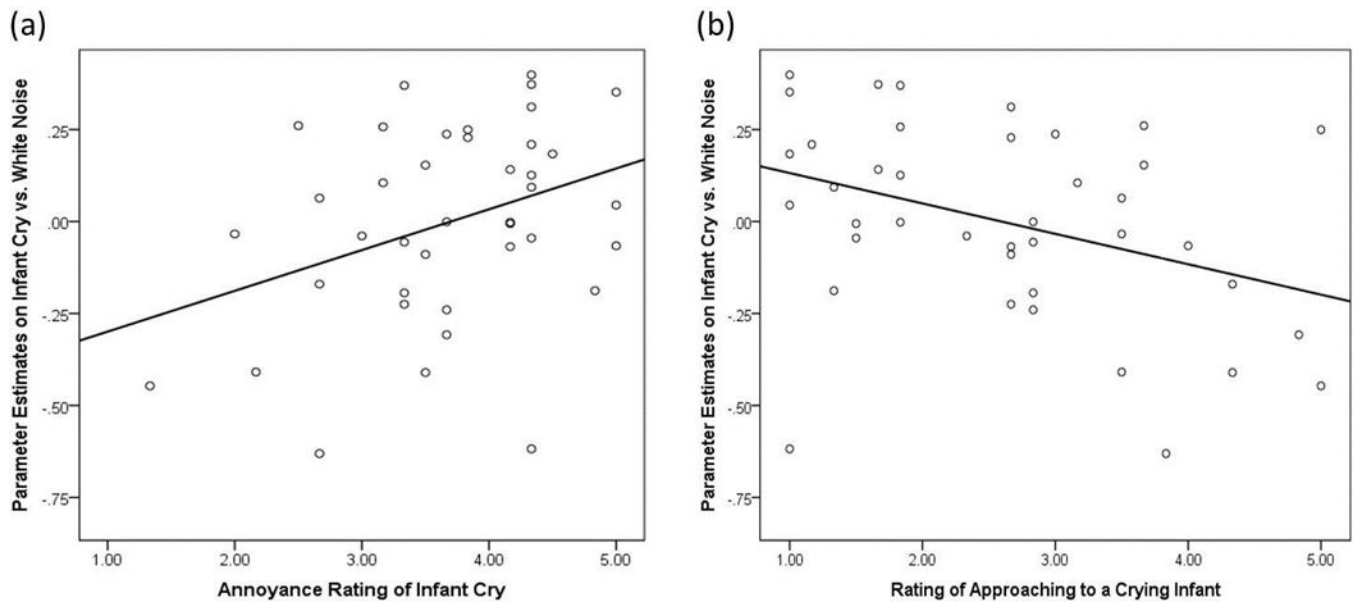 (a)
Parameter Estimates on Infant Cry vs. White Noise
.25
.00
-.25
-.50
-.75
1.00 2.00 3.00 4.00 5.00
Annoyance Rating of Infant Cry
(b)
Parameter Estimates on Infant Cry vs. White Noise
.25
.00
-.25
-.50
-.75
1.00 2.00 3.00 4.00 5.00
Rating of Approaching to a Crying Infant